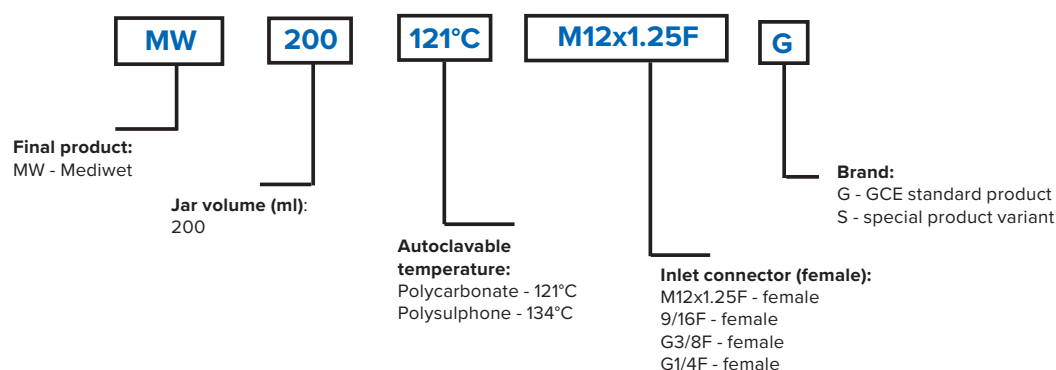 MW 200 121°C M12x1.25F G
Final product:
MW - Mediwet
Jar volume (ml):
200
Autoclavable
temperature:
Polycarbonate - 121°C
Polysulphone - 134°C
Inlet connector (female):
M12x1.25F - female
9/16F - female
G3/8F - female
G1/4F - female
Brand:
G - GCE standard product
S - special product variant